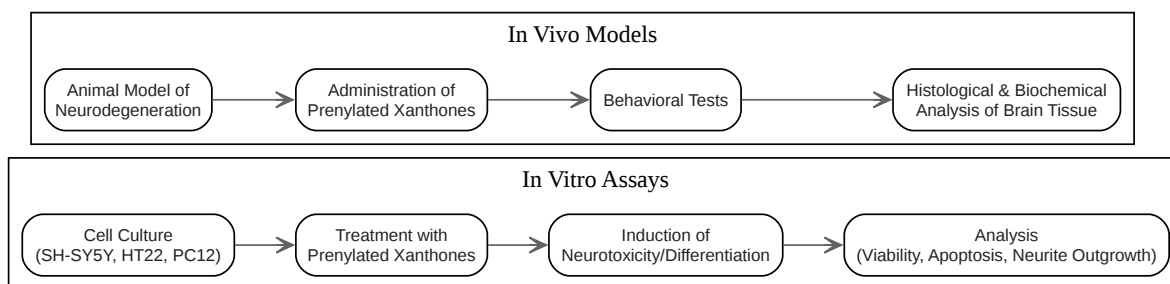 In Vivo Models
Animal Model of
Neurodegeneration
Administration of
Prenylated Xanthones
Behavioral Tests
Histological & Biochemical
Analysis of Brain Tissue
In Vitro Assays
Cell Culture
(SH-SY5Y, HT22, PC12)
Treatment with
Prenylated Xanthones
Induction of
Neurotoxicity/Differentiation
Analysis
(Viability, Apoptosis, Neurite Outgrowth)